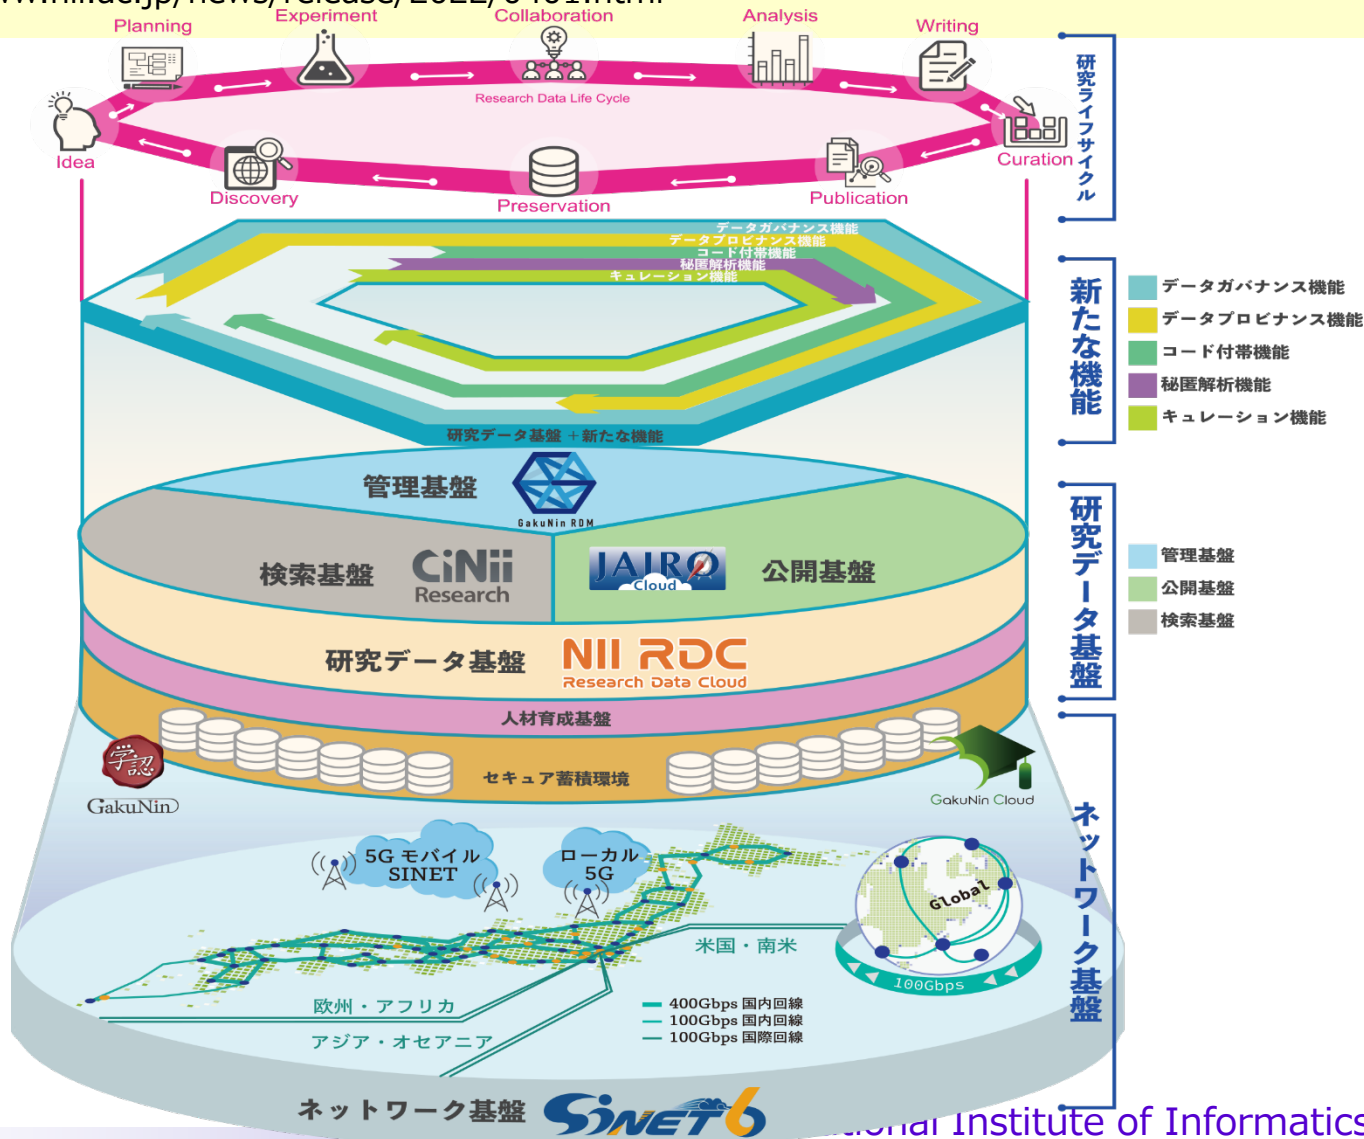 w.nii.ac.jp/news/release/2022/0401.html
Planning
Experiment
Collaboration
Analysis
Writing
Research Data Life Cycle
Idea
Curation
Discovery
Preservation
Publication
研究ライフサイクル
データガバナンス機能
データプロビナンス機能
コード付帯機能
秘匿解析機能
キュレーション機能
研究データ基盤 + 新たな機能
新たな機能
データガバナンス機能
データプロビナンス機能
コード付帯機能
秘匿解析機能
キュレーション機能
管理基盤
GakuNin RDM
検索基盤
CiNii
Research
JAIRO
Cloud
公開基盤
研究データ基盤
NII RDC
Research Data Cloud
人材育成基盤
セキュア蓄積環境
研究データ基盤
管理基盤
公開基盤
検索基盤
学認
GakuNin
GakuNin Cloud
5G モバイル
SINET
ローカル
5G
Global
100Gbps
米国・南米
欧州・アフリカ
アジア・オセアニア
400Gbps 国内回線
100Gbps 国内回線
100Gbps 国際回線
ネットワーク基盤
ネットワーク基盤
SINET6
Institute of Informatics